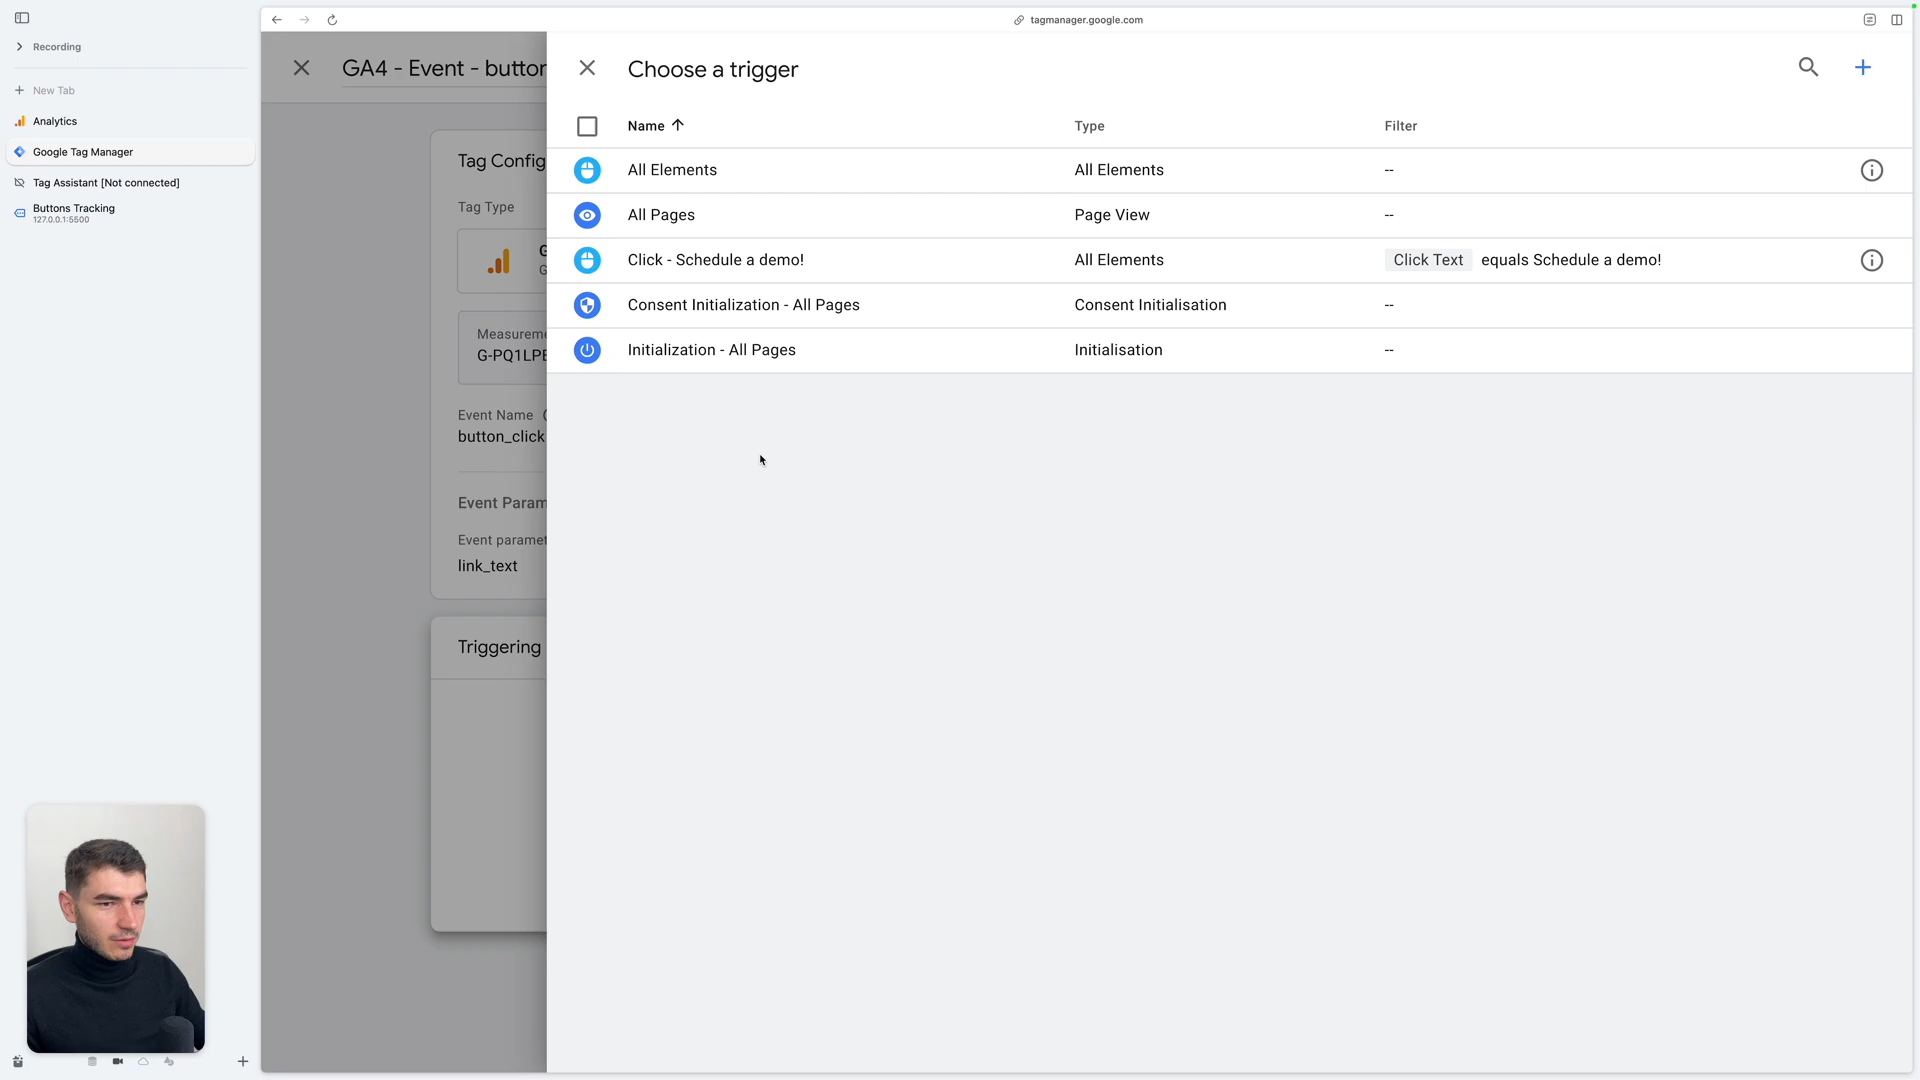 tagmanager.google.com
Recording
New Tab
Analytics
Google Tag Manager
Tag Assistant [Not connected]
Buttons Tracking
127.0.0.1:5500
GA4 - Event - button
Tag Config
Tag Type
Measureme
G-PQ1LP
Event Name
button_click
Event Param
Event paramet
link_text
Triggering
Choose a trigger
Name Type Filter
All Elements All Elements --
All Pages Page View --
Click - Schedule a demo! All Elements Click Text equals Schedule a demo!
Consent Initialization - All Pages Consent Initialisation --
Initialization - All Pages Initialisation --